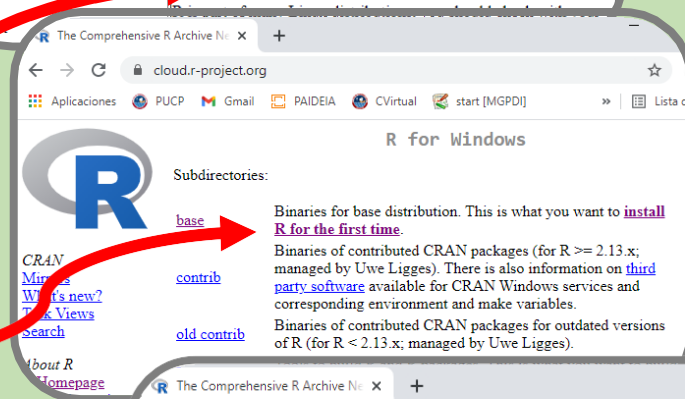 The Comprehensive R Archive Ne
cloud.r-project.org
Aplicaciones PUCP Gmail PAIDEIA CVirtual start [MGPDI] » Lista
R for Windows
R
Subdirectories:
base
Binaries for base distribution. This is what you want to install
R for the first time.
Binaries of contributed CRAN packages (for R >= 2.13.x;
managed by Uwe Ligges). There is also information on third
party software available for CRAN Windows services and
corresponding environment and make variables.
contrib
Binaries of contributed CRAN packages for outdated versions
of R (for R < 2.13.x; managed by Uwe Ligges).
old contrib
CRAN
What's new?
Views
Search
About R
Homepage
The Comprehensive R Archive Ne